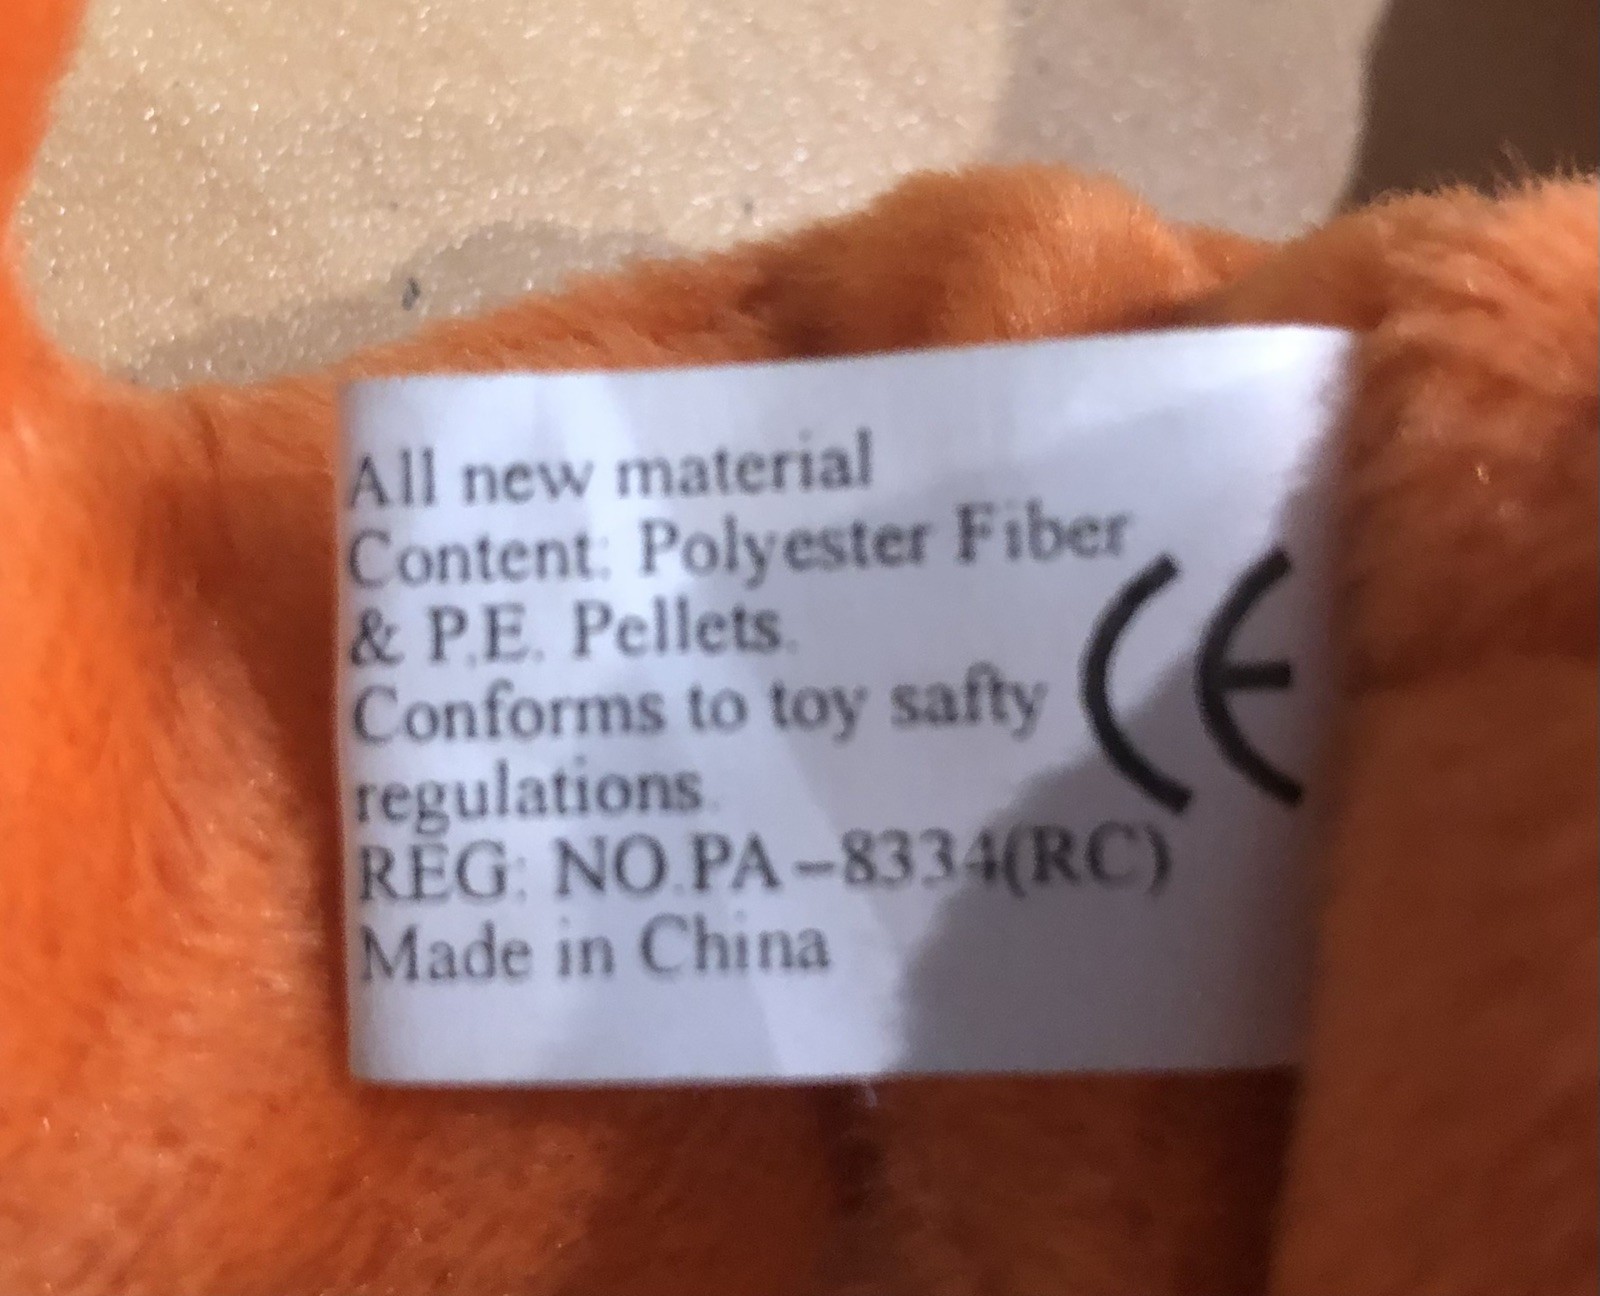 All new material
Content: Polyester Fiber
& P.E. Pellets.
Conforms to toy safty
regulations.
REG: NO.PA-8334(RC)
Made in China
CE